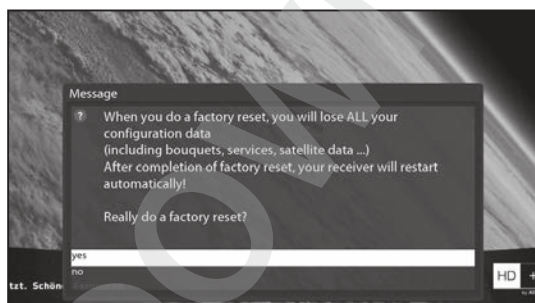 Message
When you do a factory reset, you will lose ALL your
configuration data
(including bouquets, services, satellite data ...)
After completion of factory reset, your receiver will restart
automatically!
Really do a factory reset?
yes
no
tzt. Schön
HD +